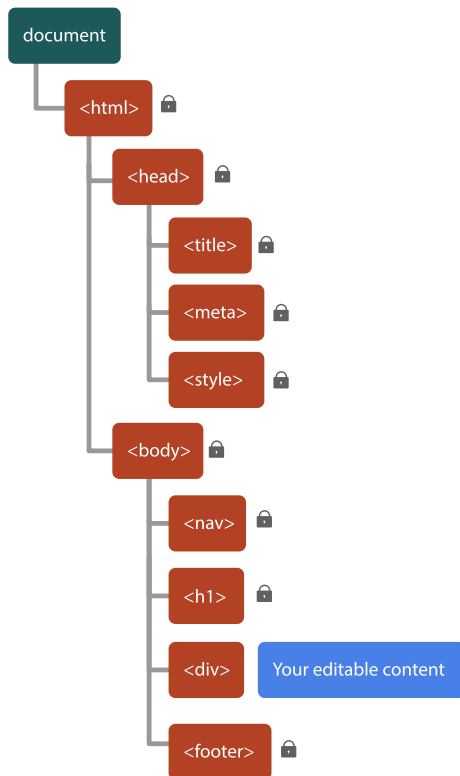 document
<html>
<head>
<title>
<meta>
<style>
<body>
<nav>
<h1>
<div>
Your editable content
<footer>